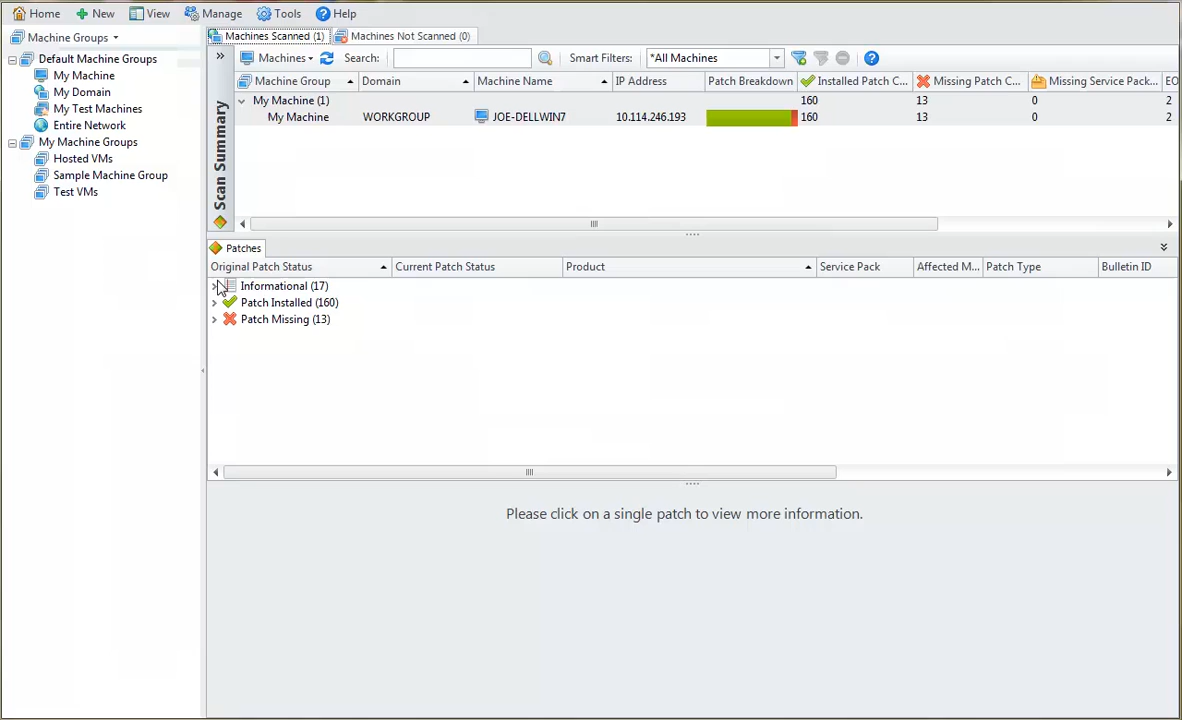 Home New View Manage Tools Help
Machine Groups
Default Machine Groups
My Machine
My Domain
My Test Machines
Entire Network
My Machine Groups
Hosted VMs
Sample Machine Group
Test VMs
Machines Scanned (1) Machines Not Scanned (0)
Scan Summary
Machines Search: Smart Filters: *All Machines
Machine Group Domain Machine Name IP Address Patch Breakdown Installed Patch C... Missing Patch C... Missing Service Pack... EO
My Machine (1) 160 13 0 2
My Machine WORKGROUP JOE-DELLWIN7 10.114.246.193 160 13 0 2
Patches
Original Patch Status Current Patch Status Product Service Pack Affected M... Patch Type Bulletin ID
Informational (17)
Patch Installed (160)
Patch Missing (13)
Please click on a single patch to view more information.